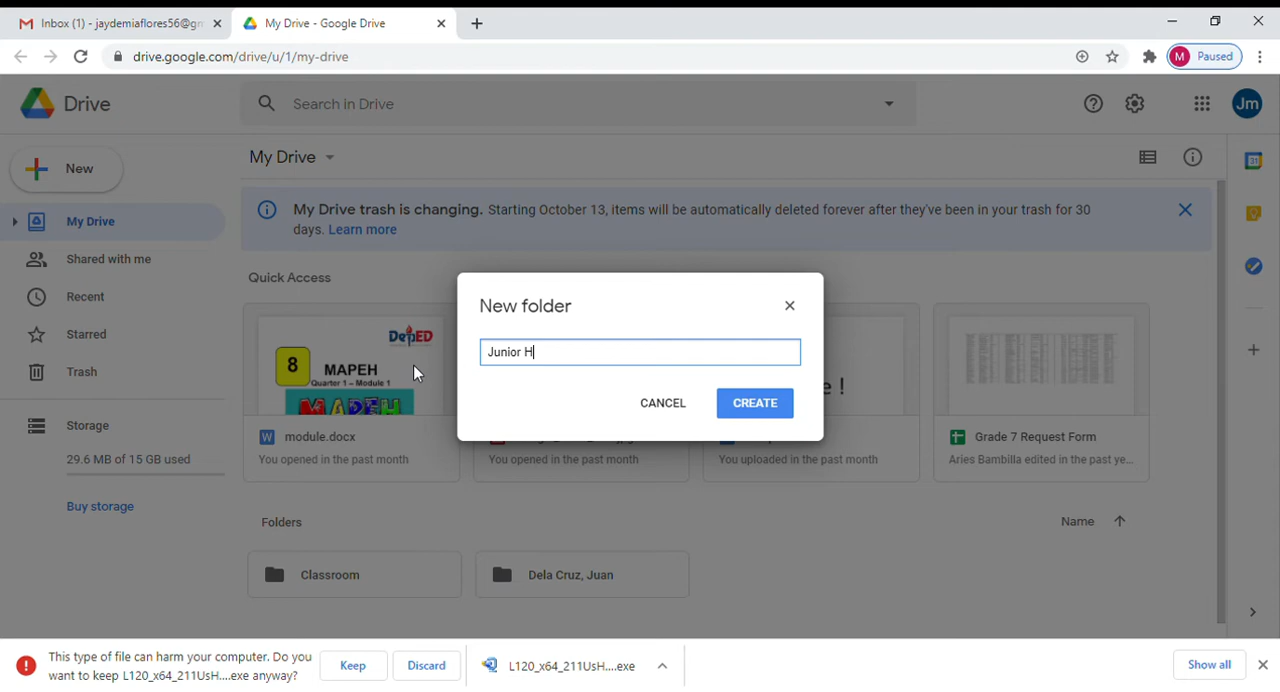 Inbox (1) - jaydemiaflores56@gm
My Drive - Google Drive
drive.google.com/drive/u/1/my-drive
M Paused
Drive
Search in Drive
Jm
New
My Drive
My Drive trash is changing. Starting October 13, items will be automatically deleted forever after they've been in your trash for 30
days. Learn more
My Drive
Shared with me
Recent
Starred
Trash
Storage
29.6 MB of 15 GB used
Buy storage
Quick Access
New folder
Junior H
CANCEL
CREATE
DepED
8
MAPEH
Quarter 1 – Module 1
MAPEH
W module.docx
You opened in the past month
You opened in the past month
!
You uploaded in the past month
Grade 7 Request Form
Aries Bambilla edited in the past ye...
Folders
Name
Classroom
Dela Cruz, Juan
31
This type of file can harm your computer. Do you
want to keep L120_x64_211UsH....exe anyway?
Keep
Discard
L120_x64_211UsH....exe
Show all